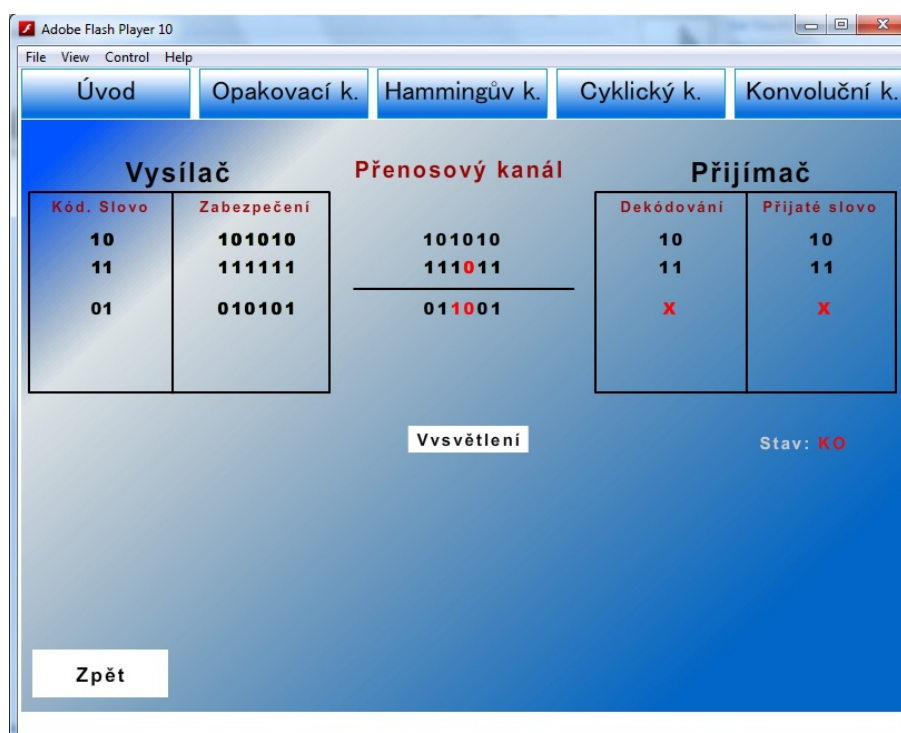 Adobe Flash Player 10
File View Control Help
Úvod Opakovací k. Hammingův k. Cyklický k. Konvoluční k.
Vysílač Přenosový kanál Přijímač
Kód. Slovo Zabezpečení Dekódování Přijaté slovo
10 101010 101010 10 10
11 111111 111011 11 11
01 010101 011001 X X
Vvsvětlení
Stav: KO
Zpět